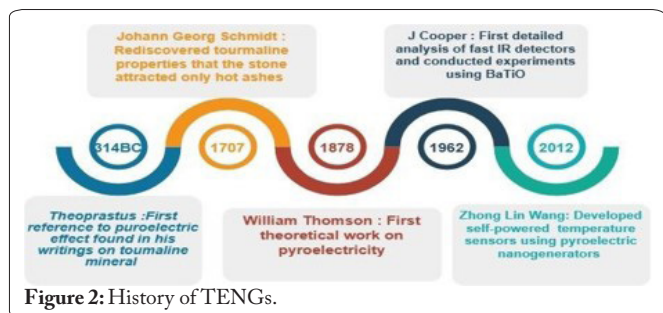 Johann Georg Schmidt :
Rediscovered tourmaline
properties that the stone
attracted only hot ashes
J Cooper : First detailed
analysis of fast IR detectors
and conducted experiments
using BaTiO
314BC
1707
1878
1962
2012
Theoprastus :First
reference to puroelectric
effect found in his
writings on toumaline
mineral
William Thomson : First
theoretical work on
pyroelectricity
Zhong Lin Wang: Developed
self-powered temperature
sensors using pyroelectric
nanogenerators
Figure 2: History of TENGs.